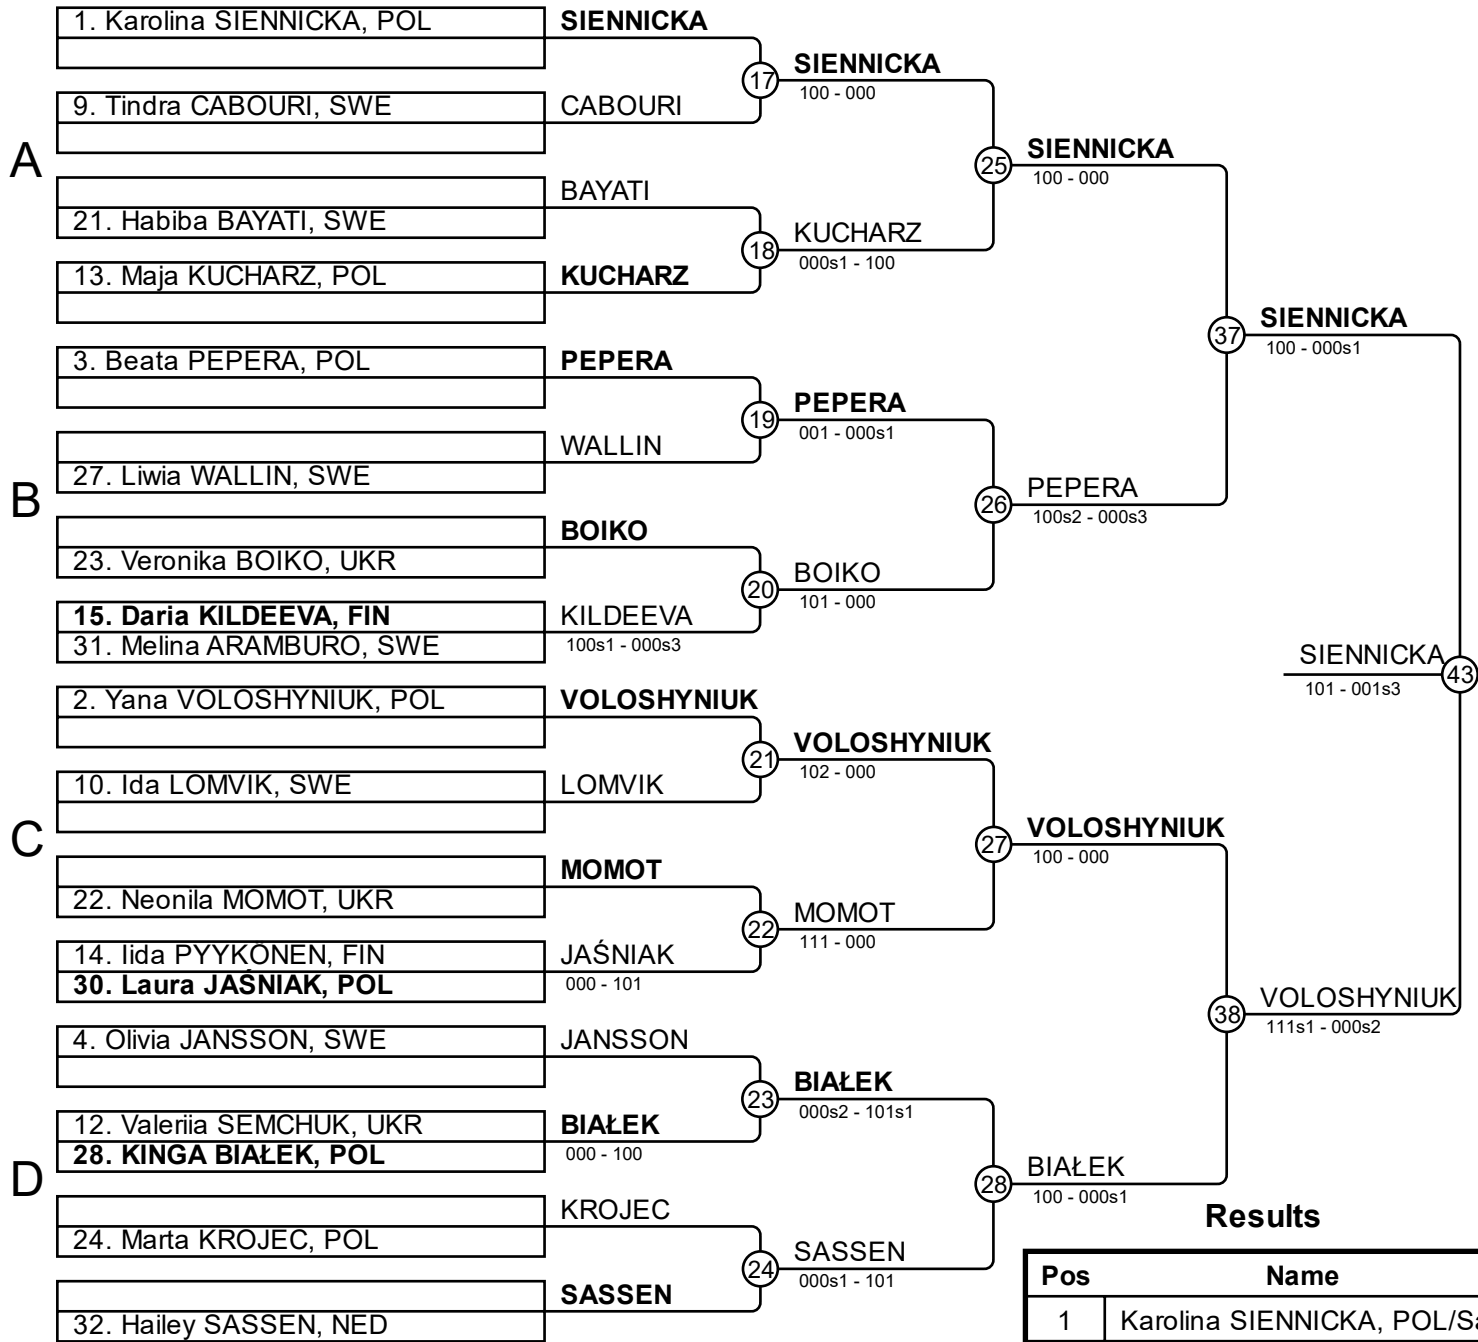 1. Karolina SIENNICKA, POL
SIENNICKA
17
SIENNICKA
100 - 000
9. Tindra CABOURI, SWE
CABOURI
A
25
SIENNICKA
100 - 000
BAYATI
21. Habiba BAYATI, SWE
18
KUCHARZ
000s1 - 100
13. Maja KUCHARZ, POL
KUCHARZ
37
SIENNICKA
100 - 000s1
3. Beata PEPERA, POL
PEPERA
19
PEPERA
001 - 000s1
WALLIN
27. Liwia WALLIN, SWE
B
26
PEPERA
100s2 - 000s3
BOIKO
23. Veronika BOIKO, UKR
20
BOIKO
101 - 000
15. Daria KILDEEVA, FIN
KILDEEVA
31. Melina ARAMBURO, SWE
100s1 - 000s3
SIENNICKA
43
101 - 001s3
2. Yana VOLOSHYNIUK, POL
VOLOSHYNIUK
21
VOLOSHYNIUK
102 - 000
10. Ida LOMVIK, SWE
LOMVIK
C
27
VOLOSHYNIUK
100 - 000
MOMOT
22. Neonila MOMOT, UKR
22
MOMOT
111 - 000
14. Iida PYYKÖNEN, FIN
JAŚNIAK
30. Laura JAŚNIAK, POL
000 - 101
38
VOLOSHYNIUK
111s1 - 000s2
4. Olivia JANSSON, SWE
JANSSON
23
BIAŁEK
000s2 - 101s1
12. Valeriia SEMCHUK, UKR
BIAŁEK
28. KINGA BIAŁEK, POL
000 - 100
D
28
BIAŁEK
100 - 000s1
KROJEC
24. Marta KROJEC, POL
24
SASSEN
000s1 - 101
SASSEN
32. Hailey SASSEN, NED
Results
Pos Name
1 Karolina SIENNICKA, POL/Sa